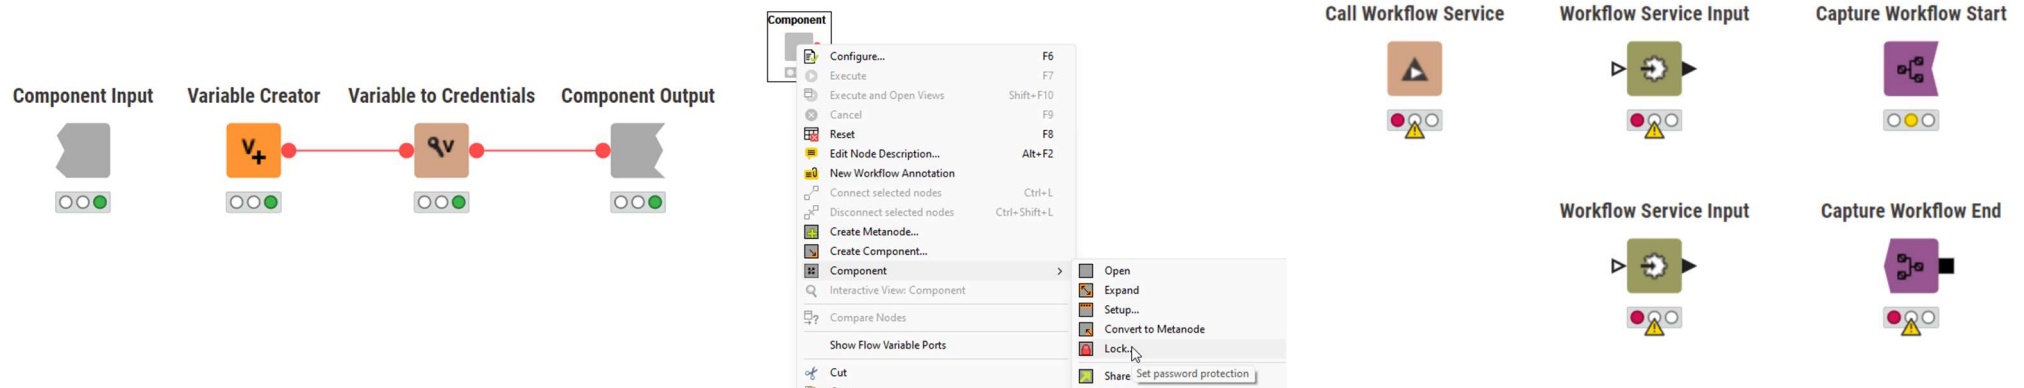 Component Input
Variable Creator
Variable to Credentials
Component Output
V+
V
Component
Configure... F6
Execute F7
Execute and Open Views Shift+F10
Cancel F9
Reset F8
Edit Node Description... Alt+F2
New Workflow Annotation
Connect selected nodes Ctrl+L
Disconnect selected nodes Ctrl+Shift+L
Create Metanode...
Create Component...
Component
Interactive View: Component
Compare Nodes
Show Flow Variable Ports
Cut
Open
Expand
Setup...
Convert to Metanode
Lock...
Share
Set password protection
Call Workflow Service
Workflow Service Input
Capture Workflow Start
Workflow Service Input
Capture Workflow End